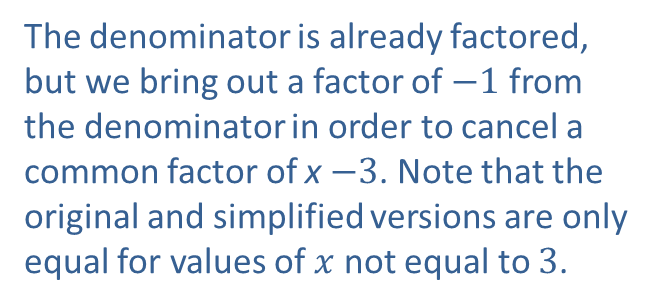 The denominator is already factored,
but we bring out a factor of −1 from
the denominator in order to cancel a
common factor of x −3. Note that the
original and simplified versions are only
equal for values of x not equal to 3.